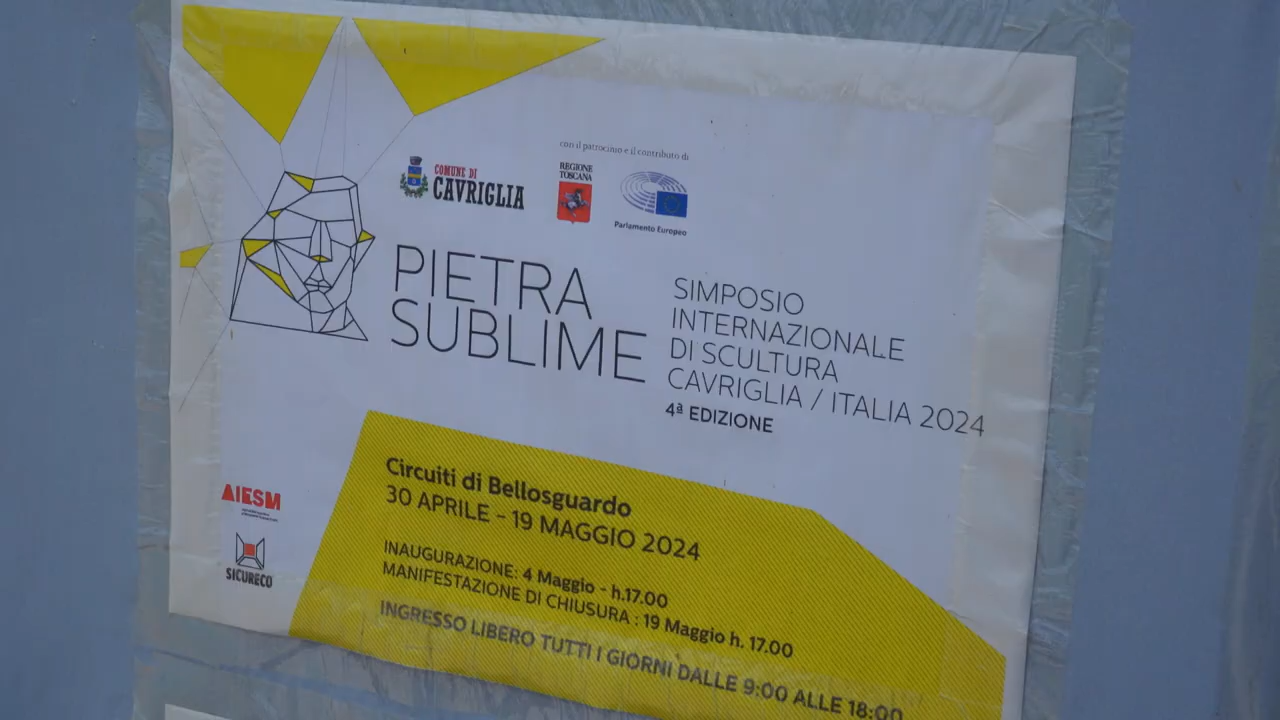 con il patrocinio e il contributo di
COMUNE DI
CAVRIGLIA
REGIONE
TOSCANA
Parlamento Europeo
PIETRA
SUBLIME
SIMPOSIO
INTERNAZIONALE
DI SCULTURA
CAVRIGLIA / ITALIA 2024
4ª EDIZIONE
Circuiti di Bellosguardo
30 APRILE - 19 MAGGIO 2024
INAUGURAZIONE: 4 Maggio - h.17.00
MANIFESTAZIONE DI CHIUSURA : 19 Maggio h. 17.00
INGRESSO LIBERO TUTTI I GIORNI DALLE 9:00 ALLE 18:00
AIESM
SICURECO